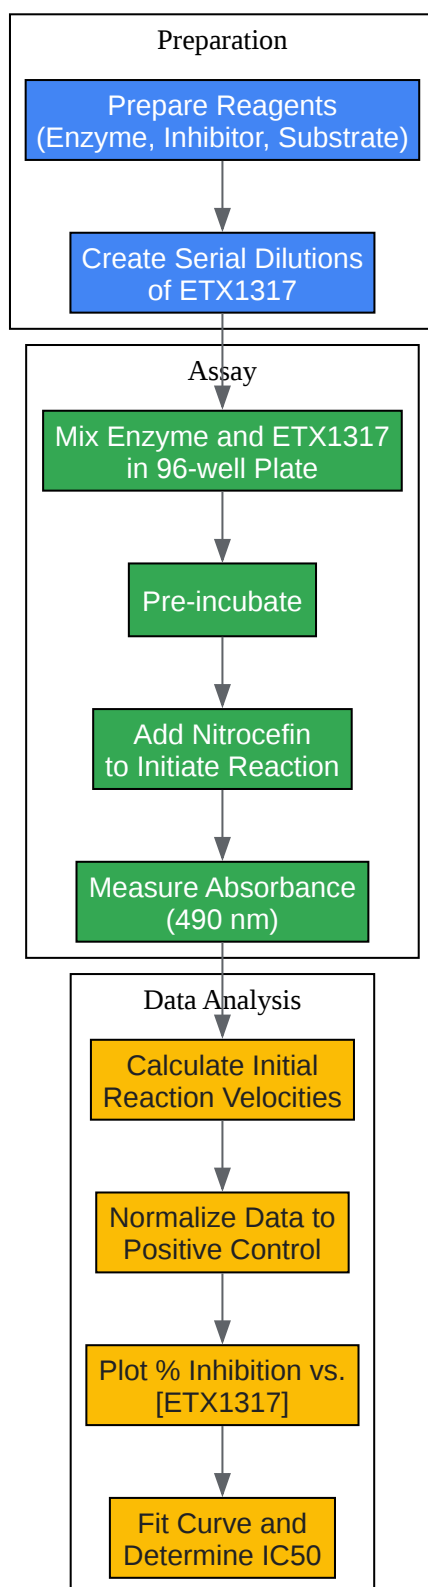 Preparation
Prepare Reagents
(Enzyme, Inhibitor, Substrate)
Create Serial Dilutions
of ETX1317
Assay
Mix Enzyme and ETX1317
in 96-well Plate
Pre-incubate
Add Nitrocefin
to Initiate Reaction
Measure Absorbance
(490 nm)
Data Analysis
Calculate Initial
Reaction Velocities
Normalize Data to
Positive Control
Plot % Inhibition vs.
[ETX1317]
Fit Curve and
Determine IC50